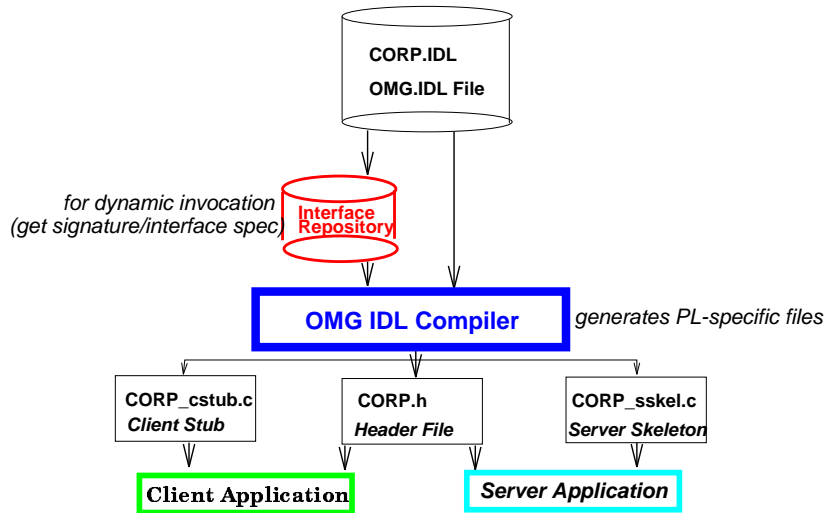 CORP.IDL
OMG.IDL File
for dynamic invocation
(get signature/interface spec)
Interface
Repository
OMG IDL Compiler
generates PL-specific files
CORP_cstub.c
Client Stub
CORP.h
Header File
CORP_sskel.c
Server Skeleton
Client Application
Server Application